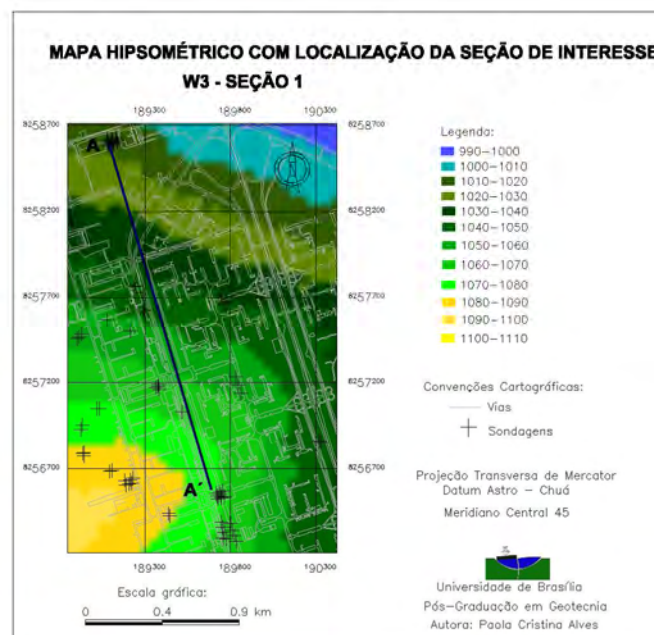 MAPA HIPSOMÉTRICO COM LOCALIZAÇÃO DA SEÇÃO DE INTERESSE
W3 - SEÇÃO 1
189300 189800 190300
8258700 8258700
A
8258200 8258200
8257700 8257700
8257200 8257200
8256700 8256700
A´
189300 189800 190300
Legenda:
990-1000
1000-1010
1010-1020
1020-1030
1030-1040
1040-1050
1050-1060
1060-1070
1070-1080
1080-1090
1090-1100
1100-1110
Convenções Cartográficas:
Vias
Sondagens
Projeção Transversa de Mercator
Datum Astro - Chuá
Meridiano Central 45
Escala gráfica:
0 0.4 0.9 km
Universidade de Brasília
Pós-Graduação em Geotecnia
Autora: Paola Cristina Alves